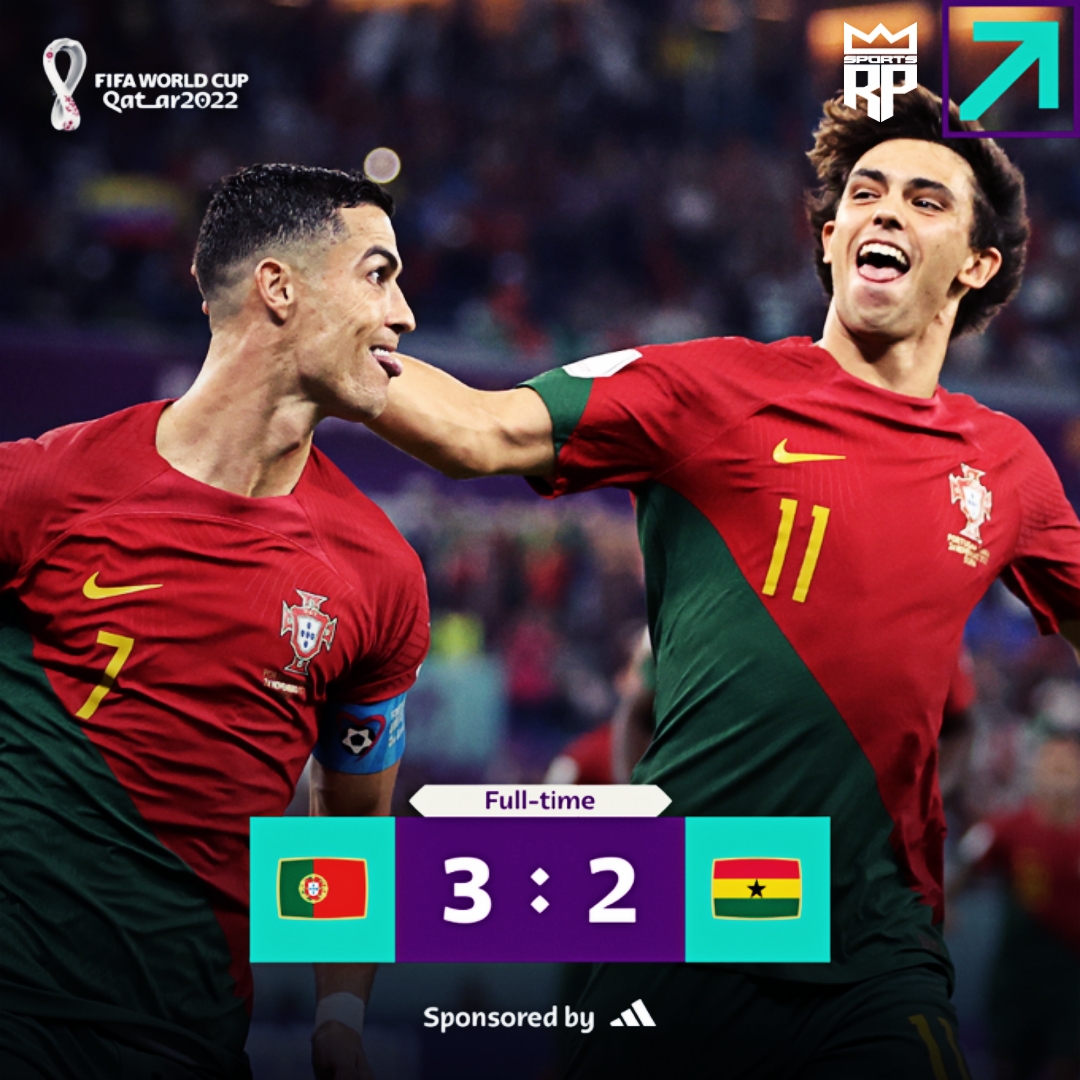 FIFA WORLD CUP
Qatar2022
SPORTS
RP
11
7
Full-time
3 : 2
Sponsored by